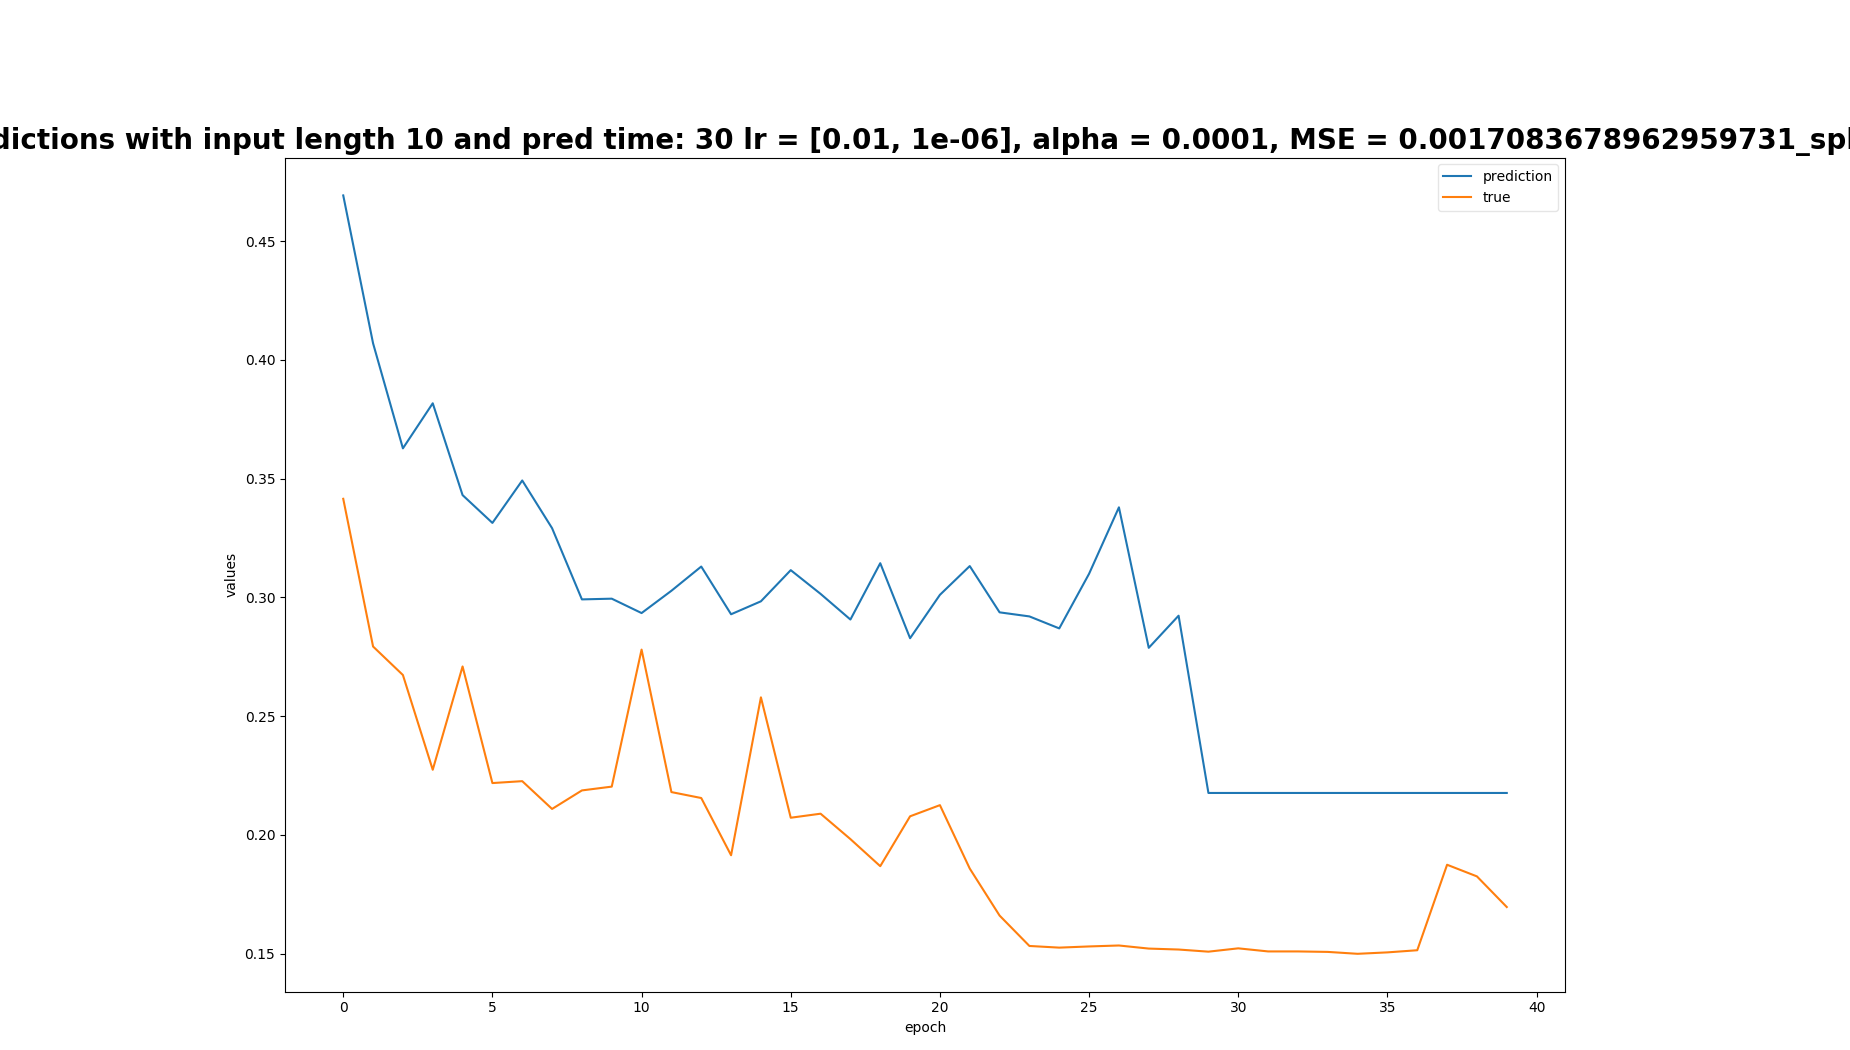 dictions with input length 10 and pred time: 30 lr = [0.01, 1e-06], alpha = 0.0001, MSE = 0.0017083678962959731_spl
prediction
true
0.45
0.40
0.35
0.30
0.25
0.20
0.15
values
0 5 10 15 20 25 30 35 40
epoch